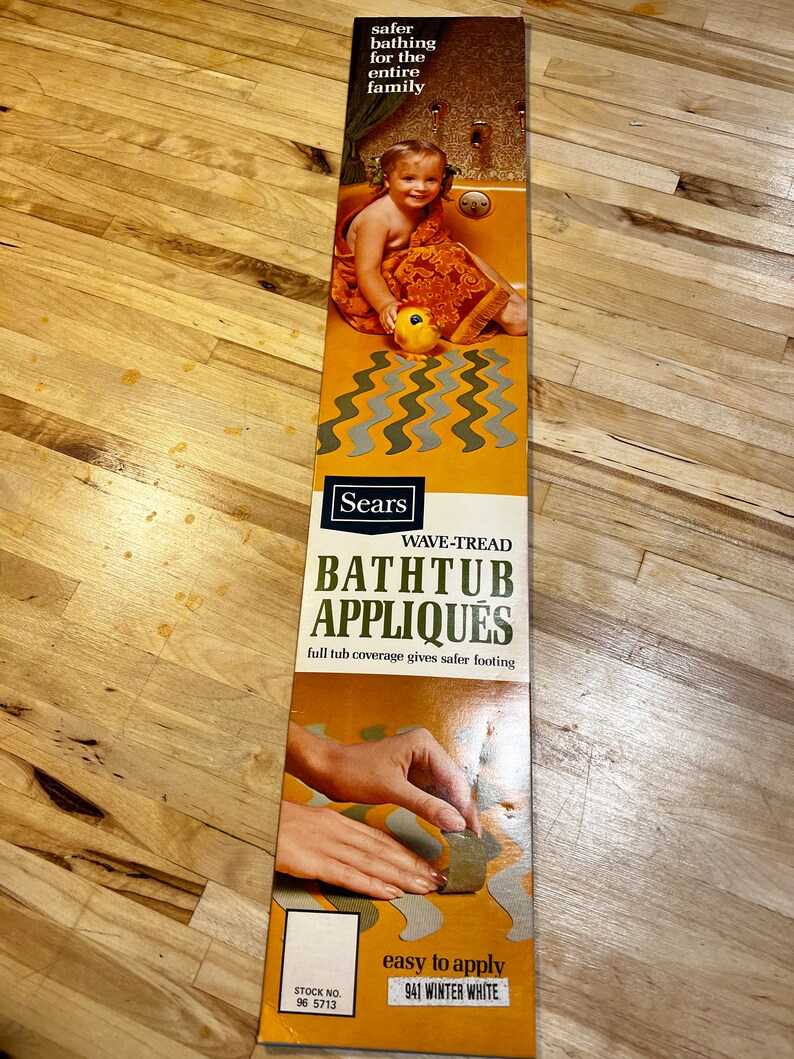 safer
bathing
for the
entire
family
Sears
WAVE-TREAD
BATHTUB
APPLIQUÉS
full tub coverage gives safer footing
easy to apply
941 WINTER WHITE
STOCK NO.
96 5713